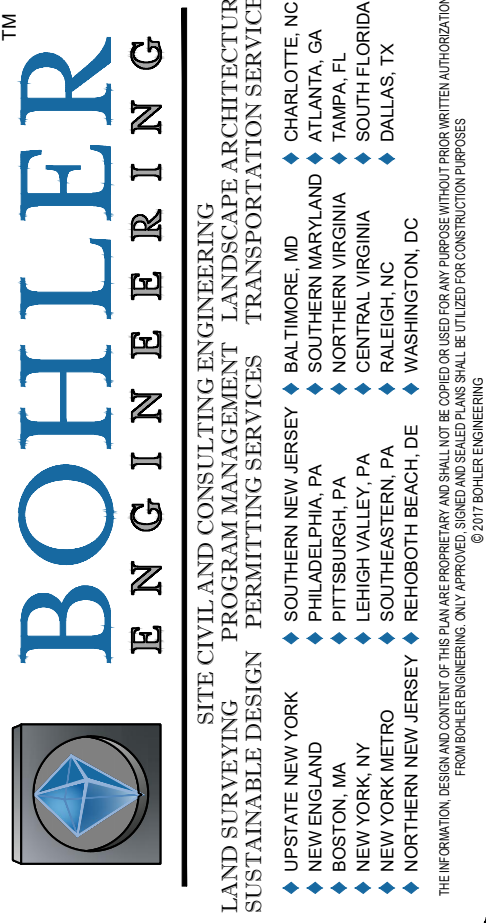 BOHLER™
ENGINEERING
SITE CIVIL AND CONSULTING ENGINEERING
LAND SURVEYING PROGRAM MANAGEMENT LANDSCAPE ARCHITECTUR
SUSTAINABLE DESIGN PERMITTING SERVICES TRANSPORTATION SERVICE
♦ UPSTATE NEW YORK ♦ SOUTHERN NEW JERSEY ♦ BALTIMORE, MD ♦ CHARLOTTE, NC
♦ NEW ENGLAND ♦ PHILADELPHIA, PA ♦ SOUTHERN MARYLAND ♦ ATLANTA, GA
♦ BOSTON, MA ♦ PITTSBURGH, PA ♦ NORTHERN VIRGINIA ♦ TAMPA, FL
♦ NEW YORK, NY ♦ LEHIGH VALLEY, PA ♦ CENTRAL VIRGINIA ♦ SOUTH FLORIDA
♦ NEW YORK METRO ♦ SOUTHEASTERN, PA ♦ RALEIGH, NC ♦ DALLAS, TX
♦ NORTHERN NEW JERSEY ♦ REHOBOTH BEACH, DE ♦ WASHINGTON, DC
THE INFORMATION, DESIGN AND CONTENT OF THIS PLAN ARE PROPRIETARY AND SHALL NOT BE COPIED OR USED FOR ANY PURPOSE WITHOUT PRIOR WRITTEN AUTHORIZATION
FROM BOHLER ENGINEERING. ONLY APPROVED, SIGNED AND SEALED PLANS SHALL BE UTILIZED FOR CONSTRUCTION PURPOSES
© 2017 BOHLER ENGINEERING